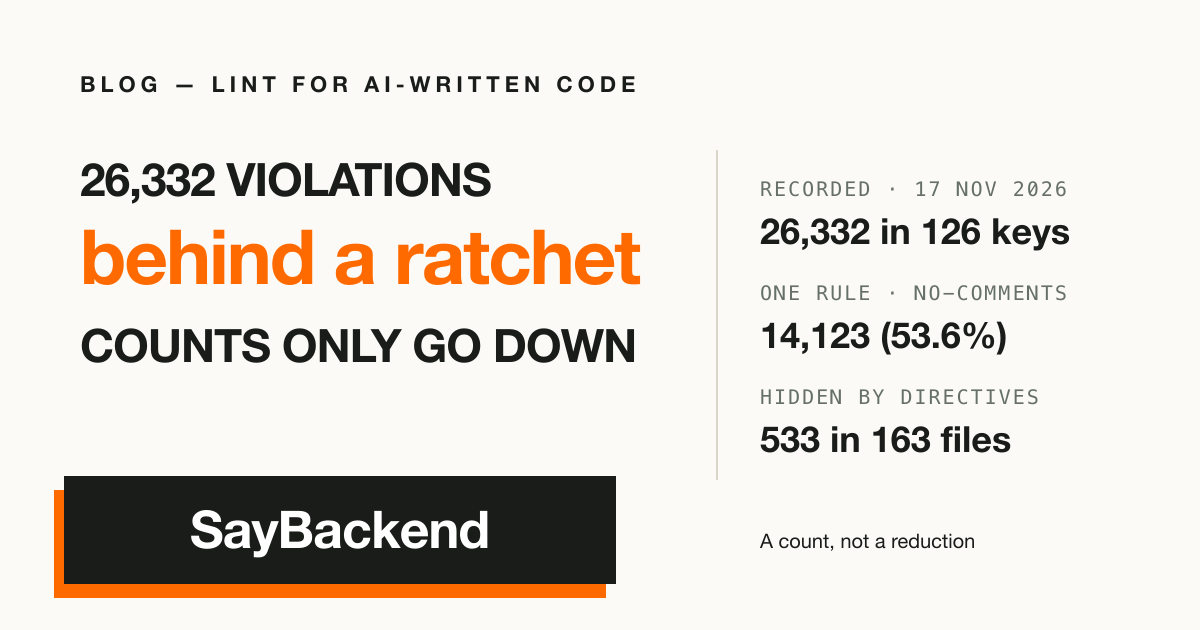 BLOG — LINT FOR AI-WRITTEN CODE
26,332 VIOLATIONS
behind a ratchet
COUNTS ONLY GO DOWN
SayBackend
RECORDED · 17 NOV 2026
26,332 in 126 keys
ONE RULE · NO-COMMENTS
14,123 (53.6%)
HIDDEN BY DIRECTIVES
533 in 163 files
A count, not a reduction